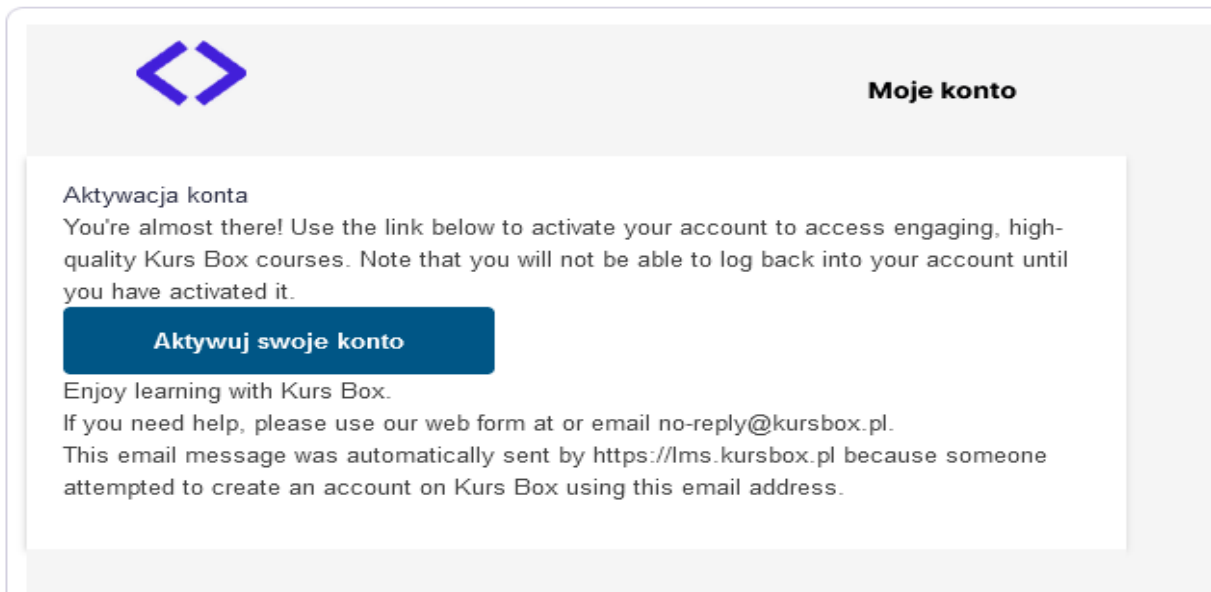 Moje konto
Aktywacja konta
You're almost there! Use the link below to activate your account to access engaging, high-
quality Kurs Box courses. Note that you will not be able to log back into your account until
you have activated it.
Aktywuj swoje konto
Enjoy learning with Kurs Box.
If you need help, please use our web form at or email no-reply@kursbox.pl.
This email message was automatically sent by https://lms.kursbox.pl because someone
attempted to create an account on Kurs Box using this email address.